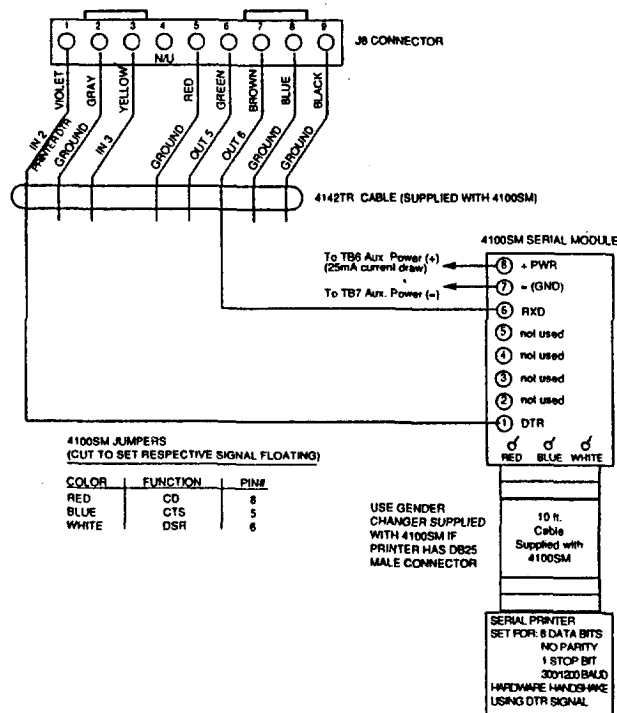 1 2 3 4 5 6 7 8 9
J8 CONNECTOR
N/U
VIOLET
GRAY
YELLOW
RED
GREEN
BROWN
BLUE
BLACK
IN 2
PRINTER DTR
GROUND
IN 3
GROUND
OUT 5
OUT 6
GROUND
GROUND
4142TR CABLE (SUPPLIED WITH 4100SM)
4100SM SERIAL MODULE
To TB6 Aux. Power (+)
(25mA current draw)
To TB7 Aux. Power (-)
8 + PWR
7 - (GND)
6 RXD
5 not used
4 not used
3 not used
2 not used
1 DTR
RED BLUE WHITE
4100SM JUMPERS
(CUT TO SET RESPECTIVE SIGNAL FLOATING)
COLOR FUNCTION PIN#
RED CD 8
BLUE CTS 5
WHITE DSR 6
USE GENDER
CHANGER SUPPLIED
WITH 4100SM IF
PRINTER HAS DB25
MALE CONNECTOR
10 ft.
Cable
Supplied with
4100SM
SERIAL PRINTER
SET FOR: 8 DATA BITS
NO PARITY
1 STOP BIT
300/1200 BAUD
HARDWARE HANDSHAKE
USING DTR SIGNAL